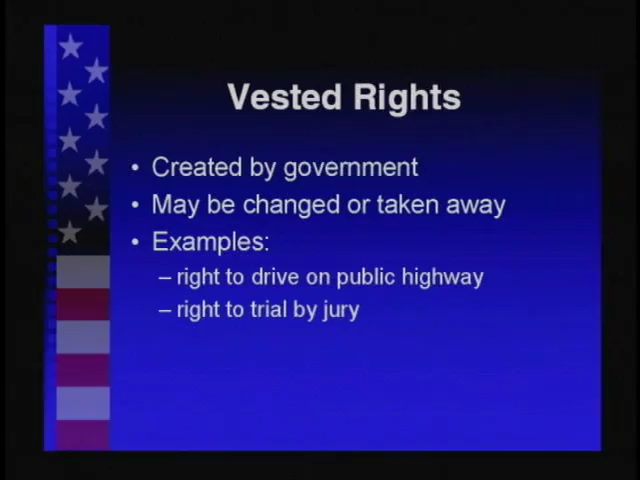 Vested Rights
• Created by government
• May be changed or taken away
• Examples:
– right to drive on public highway
– right to trial by jury